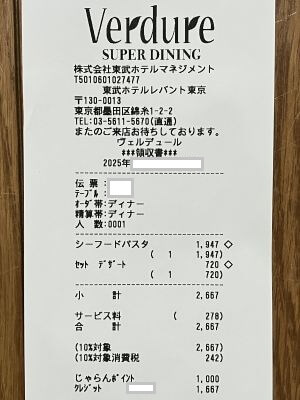 Verdure
SUPER DINING
株式会社東武ホテルマネジメント
T5010601027477
東武ホテルレバント東京
〒130-0013
東京都墨田区錦糸1-2-2
TEL:03-5611-5670(直通)
またのご来店お待ちしております。
ヴェルデュール
***領収書***
2025年
伝 票:
テーブル:
オーダ帯:ディナー
精算帯:ディナー
人 数:0001
シーフードパスタ 1,947 ◇
( 1 1,947)
セット デザート 720 ◇
( 1 720)
小 計 2,667
サービス料 ( 278)
合 計 2,667
(10%対象 2,667)
(10%対象消費税 242)
じゃらんポイント 1,000
クレジット 1,667